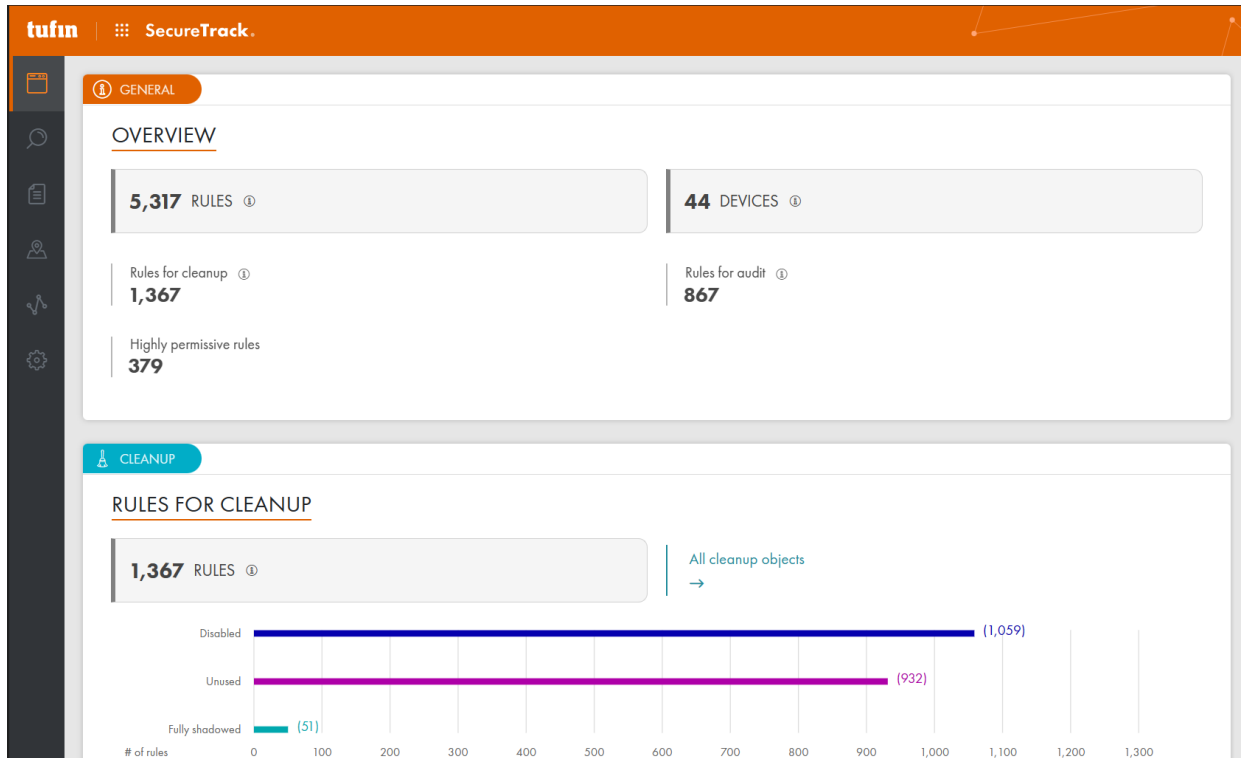 tufin SecureTrack.
GENERAL
OVERVIEW
5,317 RULES
44 DEVICES
Rules for cleanup
1,367
Rules for audit
867
Highly permissive rules
379
CLEANUP
RULES FOR CLEANUP
1,367 RULES
All cleanup objects
→
Disabled (1,059)
Unused (932)
Fully shadowed (51)
# of rules 0 100 200 300 400 500 600 700 800 900 1,000 1,100 1,200 1,300